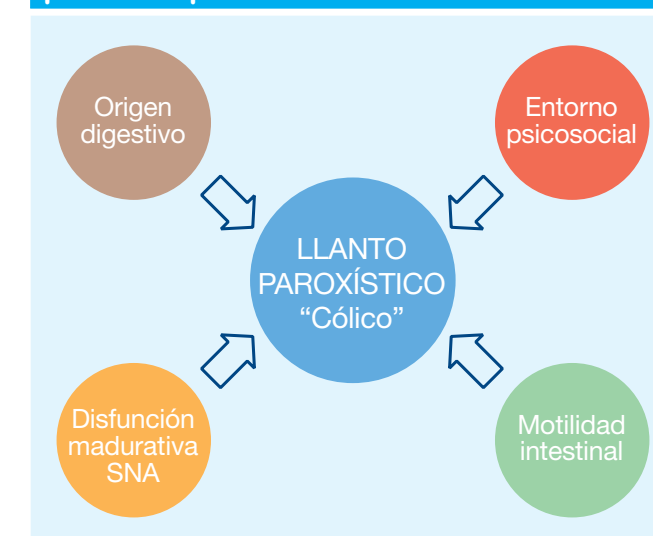 Origen
digestivo
Entorno
psicosocial
LLANTO
PAROXÍSTICO
“Cólico”
Disfunción
madurativa
SNA
Motilidad
intestinal